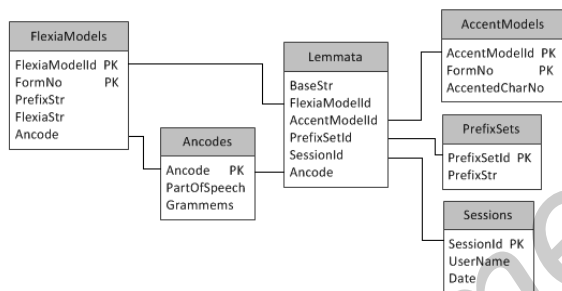 FlexiaModels
FlexiaModelId PK
FormNo PK
PrefixStr
FlexiaStr
Ancode
Ancodes
Ancode PK
PartOfSpeech
Grammems
Lemmata
BaseStr
FlexiaModelId
AccentModelId
PrefixSetId
SessionId
Ancode
AccentModels
AccentModelId PK
FormNo PK
AccentedCharNo
PrefixSets
PrefixSetId PK
PrefixStr
Sessions
SessionId PK
UserName
Date